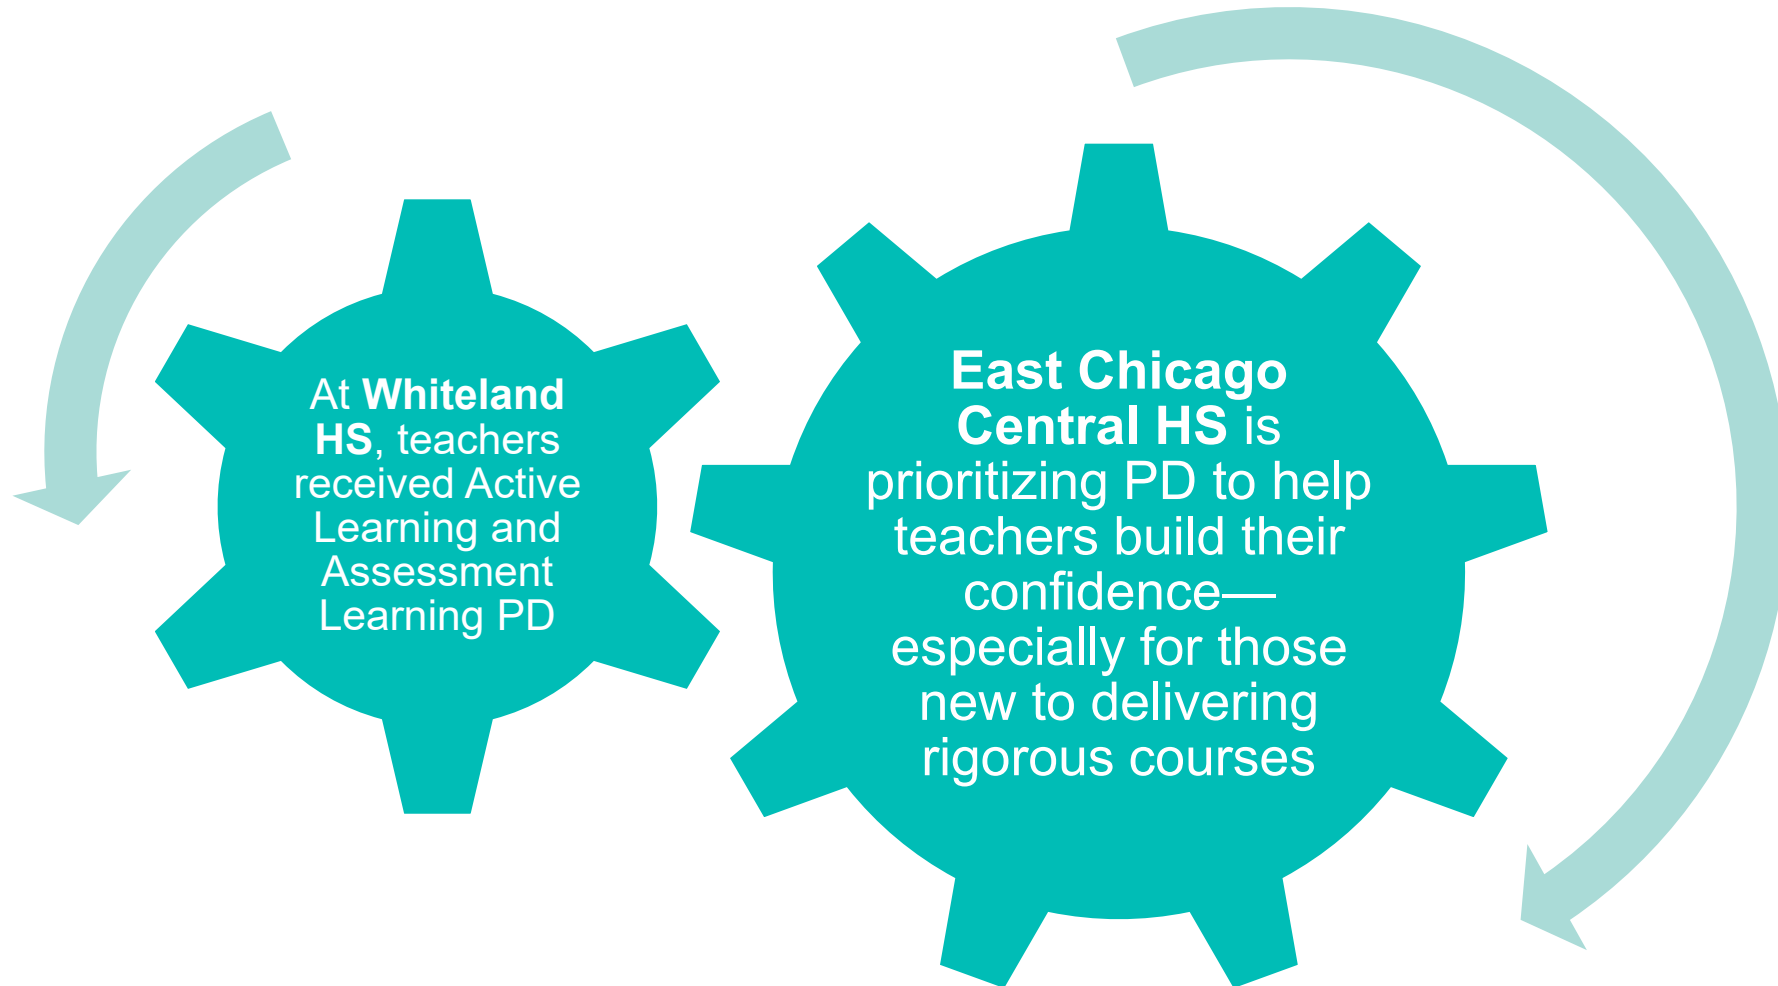 At Whiteland
HS, teachers
received Active
Learning and
Assessment
Learning PD
East Chicago
Central HS is
prioritizing PD to help
teachers build their
confidence—
especially for those
new to delivering
rigorous courses